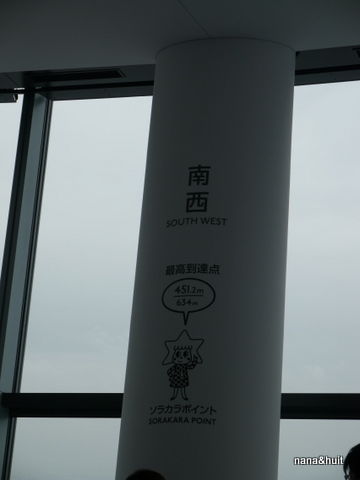 南
西
SOUTH WEST
最高到達点
451.2m
634m
ソラカラポイント
SORAKARA POINT
nana&huit